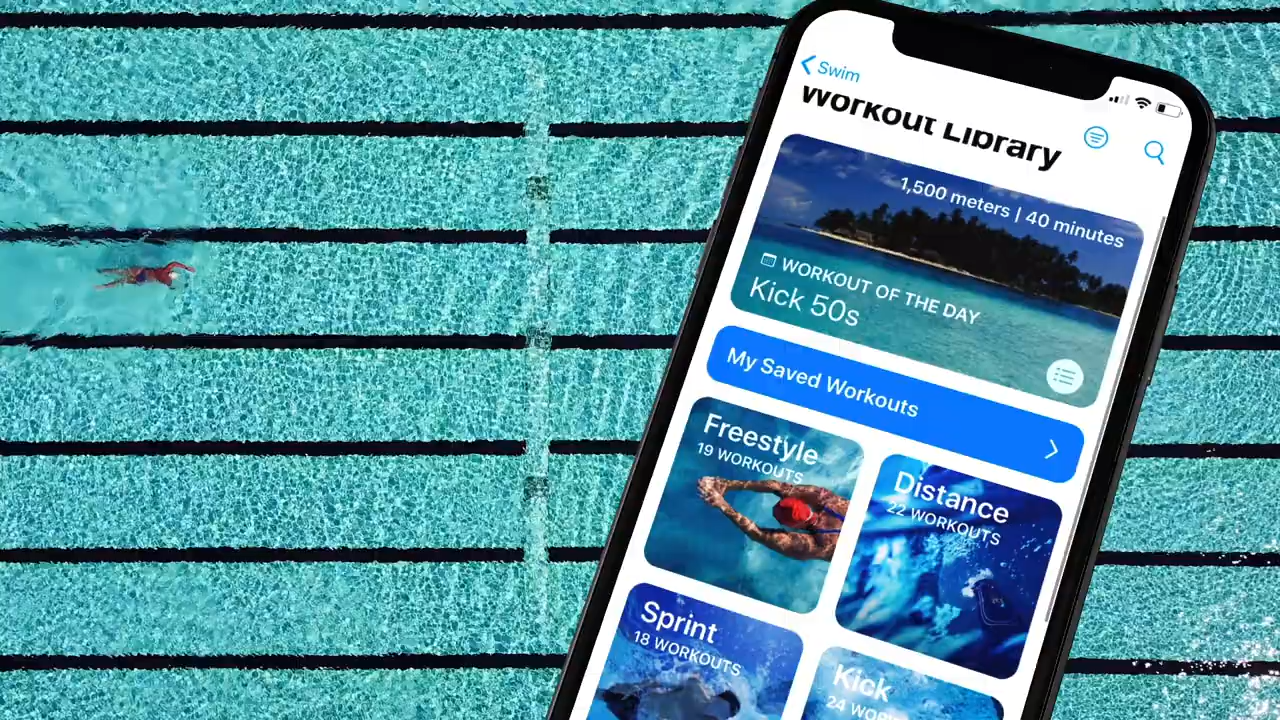 Swim
Workout Library
1,500 meters | 40 minutes
WORKOUT OF THE DAY
Kick 50s
My Saved Workouts
Freestyle
19 WORKOUTS
Distance
22 WORKOUTS
Sprint
18 WORKOUTS
Kick
24